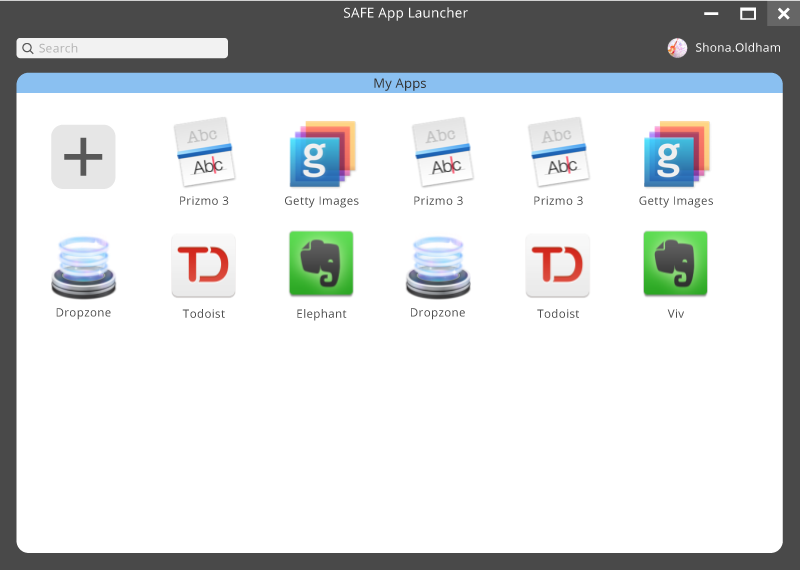 SAFE App Launcher
Search
Shona.Oldham
My Apps
Abc
Abc
g
Abc
Abc
Abc
Abc
g
Prizmo 3
Getty Images
Prizmo 3
Prizmo 3
Getty Images
TD
TD
Dropzone
Todoist
Elephant
Dropzone
Todoist
Viv